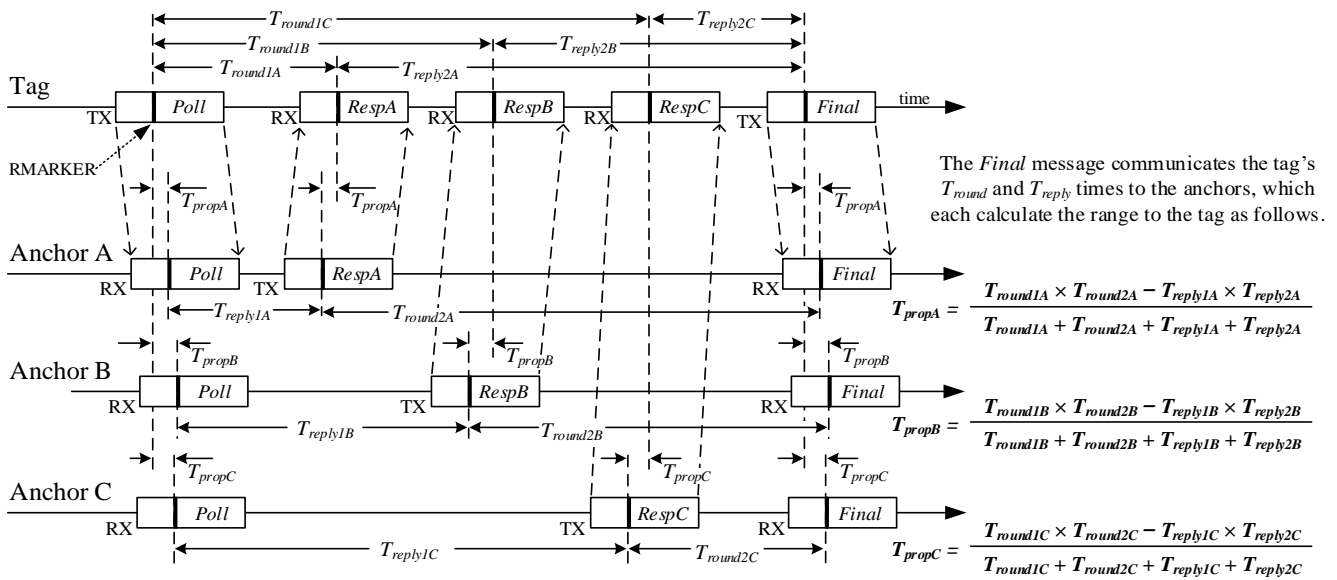 T_round1C T_reply2C
T_round1B T_reply2B
T_round1A T_reply2A
Tag
Poll RespA RespB RespC Final time
TX RX RX RX TX
RMARKER
T_propA T_propA T_propA
The Final message communicates the tag's
T_round and T_reply times to the anchors, which
each calculate the range to the tag as follows.
Anchor A
Poll RespA Final
RX TX RX
T_reply1A T_round2A
T_propA = T_round1A × T_round2A − T_reply1A × T_reply2A
T_round1A + T_round2A + T_reply1A + T_reply2A
T_propB T_propB T_propB
Anchor B
Poll RespB Final
RX TX RX
T_reply1B T_round2B
T_propB = T_round1B × T_round2B − T_reply1B × T_reply2B
T_round1B + T_round2B + T_reply1B + T_reply2B
T_propC T_propC T_propC
Anchor C
Poll RespC Final
RX TX RX
T_reply1C T_round2C
T_propC = T_round1C × T_round2C − T_reply1C × T_reply2C
T_round1C + T_round2C + T_reply1C + T_reply2C